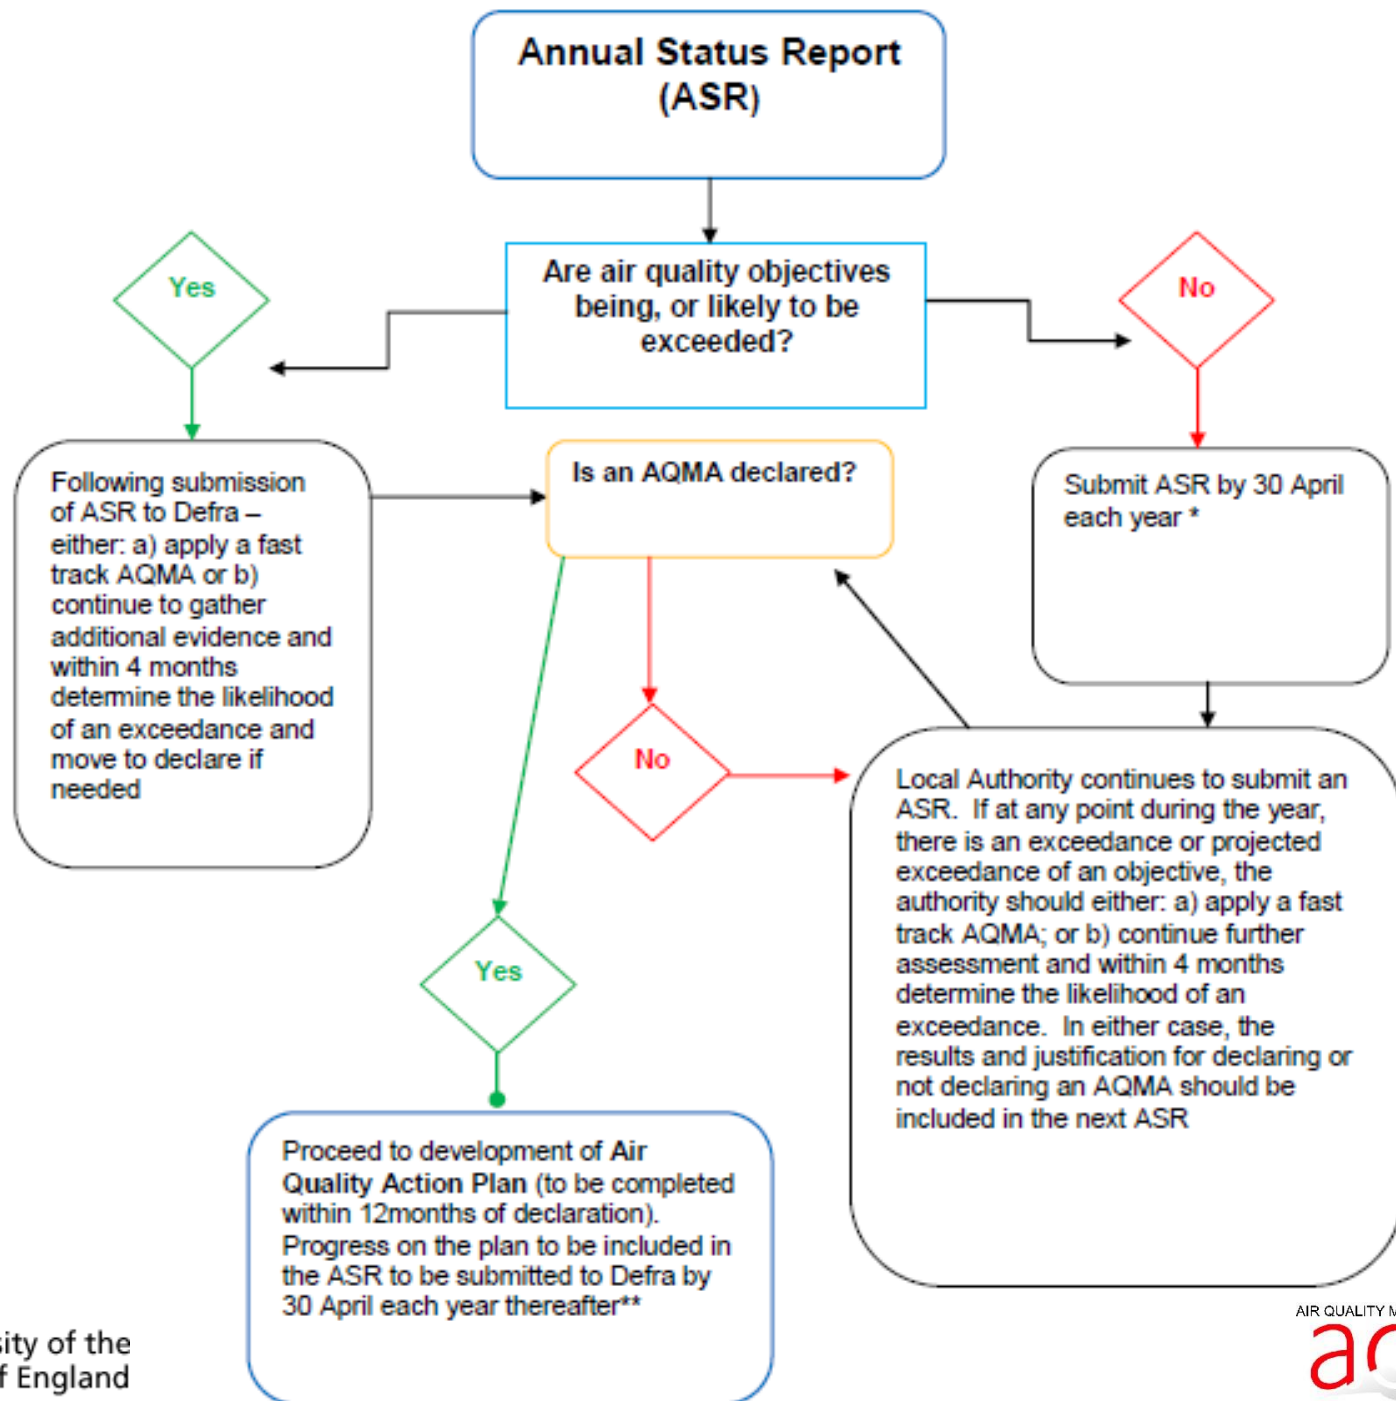 Annual Status Report
(ASR)
Are air quality objectives
being, or likely to be
exceeded?
Yes
No
Following submission
of ASR to Defra –
either: a) apply a fast
track AQMA or b)
continue to gather
additional evidence and
within 4 months
determine the likelihood
of an exceedance and
move to declare if
needed
Is an AQMA declared?
Submit ASR by 30 April
each year *
No
Local Authority continues to submit an
ASR.  If at any point during the year,
there is an exceedance or projected
exceedance of an objective, the
authority should either: a) apply a fast
track AQMA; or b) continue further
assessment and within 4 months
determine the likelihood of an
exceedance.  In either case, the
results and justification for declaring or
not declaring an AQMA should be
included in the next ASR
Yes
Proceed to development of Air
Quality Action Plan (to be completed
within 12months of declaration).
Progress on the plan to be included in
the ASR to be submitted to Defra by
30 April each year thereafter**
sity of the
of England
AIR QUALITY M